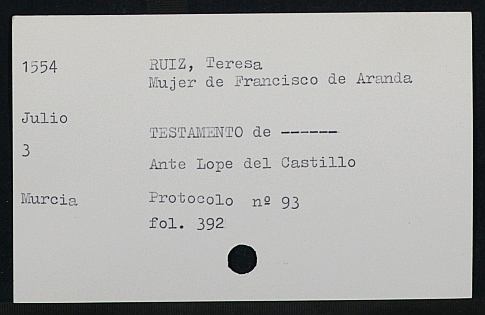 1554
RUIZ, Teresa
Mujer de Francisco de Aranda
Julio
TESTAMENTO de ------
3
Ante Lope del Castillo
Murcia
Protocolo nº 93
fol. 392